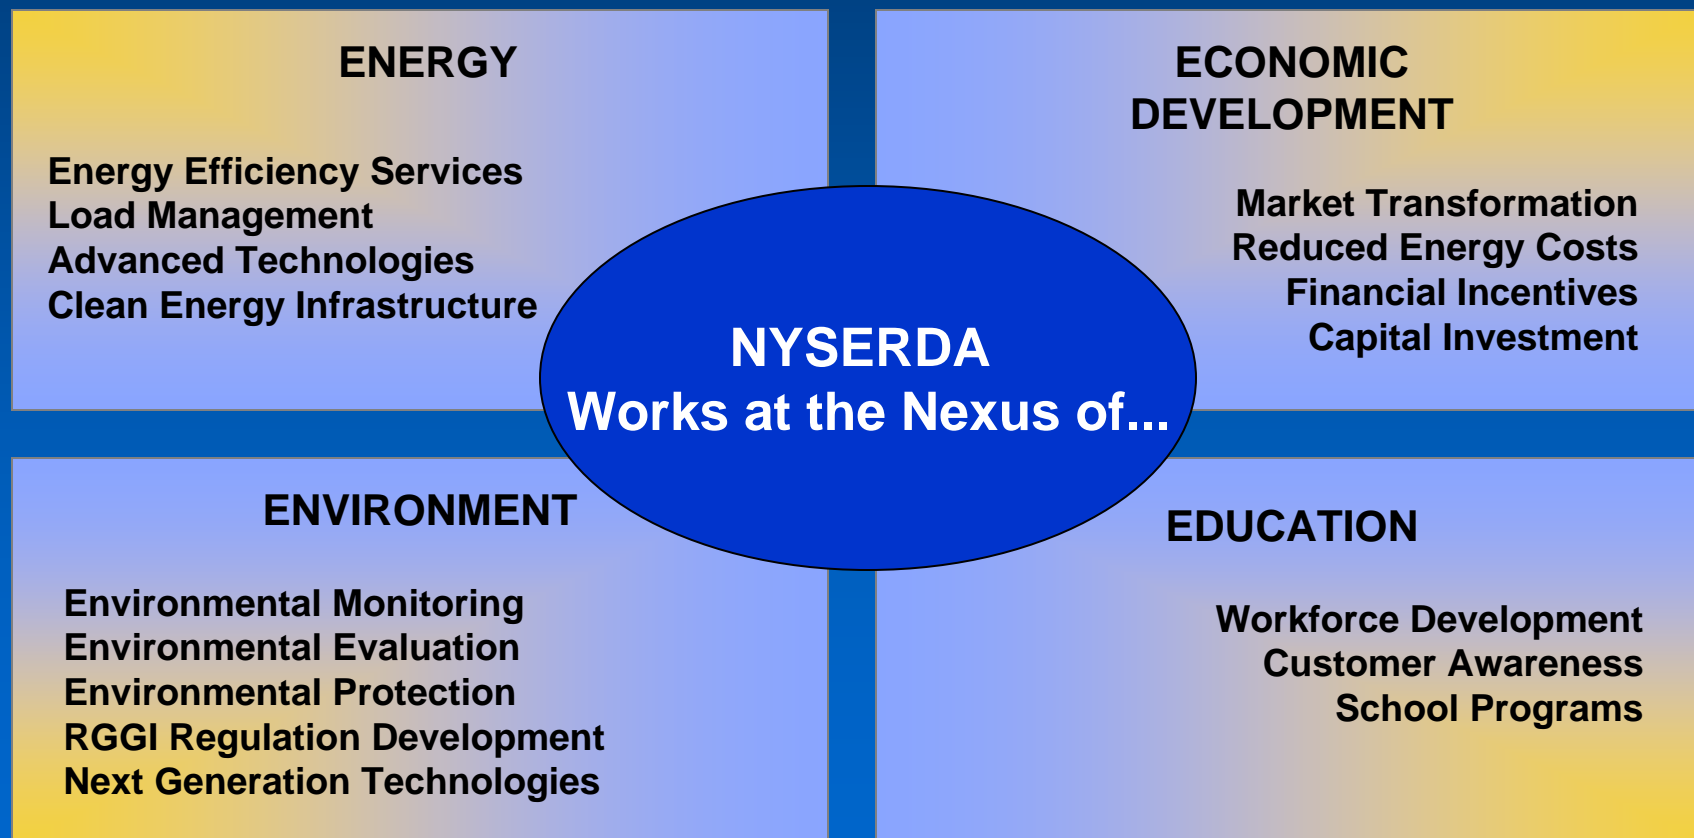 ENERGY
Energy Efficiency Services
Load Management
Advanced Technologies
Clean Energy Infrastructure
ECONOMIC
DEVELOPMENT
Market Transformation
Reduced Energy Costs
Financial Incentives
Capital Investment
NYSERDA
Works at the Nexus of...
ENVIRONMENT
Environmental Monitoring
Environmental Evaluation
Environmental Protection
RGGI Regulation Development
Next Generation Technologies
EDUCATION
Workforce Development
Customer Awareness
School Programs